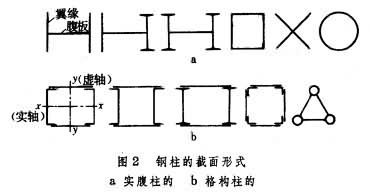 翼缘
腹板
a
y(虚轴)
x x
(实轴)
y
b
图2 钢柱的截面形式
a 实腹柱的 b 格构柱的